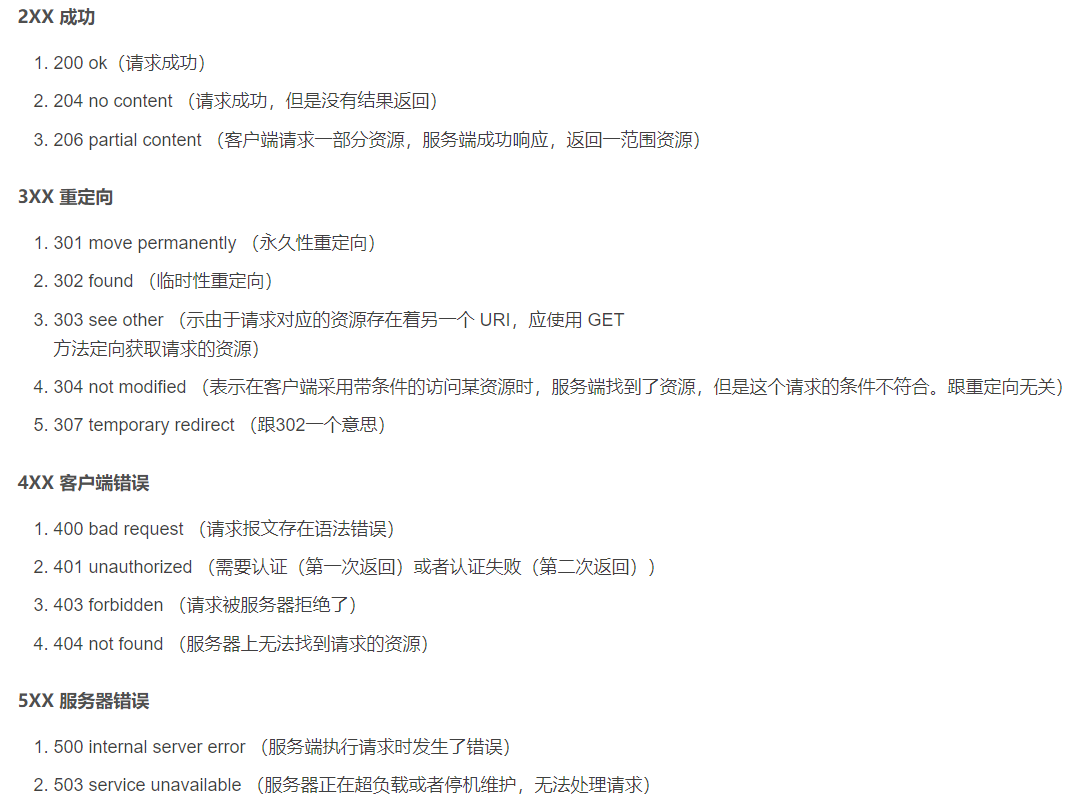 2XX 成功
1. 200 ok（请求成功）
2. 204 no content （请求成功，但是没有结果返回）
3. 206 partial content （客户端请求一部分资源，服务端成功响应，返回一范围资源）
3XX 重定向
1. 301 move permanently （永久性重定向）
2. 302 found （临时性重定向）
3. 303 see other （示由于请求对应的资源存在着另一个 URI，应使用 GET
方法定向获取请求的资源）
4. 304 not modified （表示在客户端采用带条件的访问某资源时，服务端找到了资源，但是这个请求的条件不符合。跟重定向无关）
5. 307 temporary redirect （跟302一个意思）
4XX 客户端错误
1. 400 bad request （请求报文存在语法错误）
2. 401 unauthorized （需要认证（第一次返回）或者认证失败（第二次返回））
3. 403 forbidden （请求被服务器拒绝了）
4. 404 not found （服务器上无法找到请求的资源）
5XX 服务器错误
1. 500 internal server error （服务端执行请求时发生了错误）
2. 503 service unavailable （服务器正在超负载或者停机维护，无法处理请求）